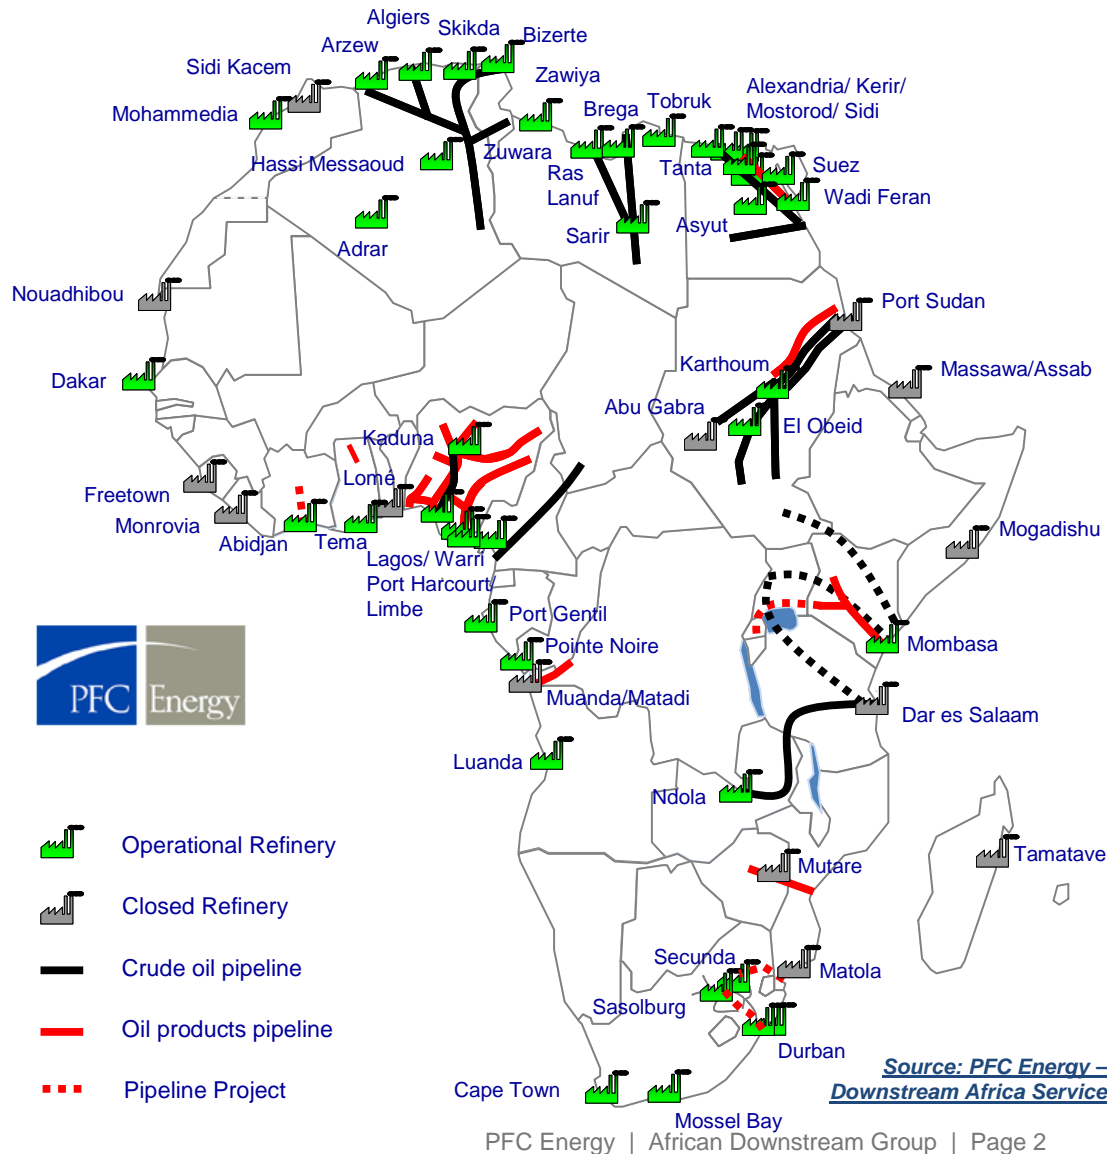 Algiers
Skikda
Bizerte
Arzew
Sidi Kacem
Zawiya
Alexandria/ Kerir/
Mostorod/ Sidi
Mohammedia
Brega
Tobruk
Hassi Messaoud
Zuwara
Ras
Lanuf
Tanta
Suez
Wadi Feran
Adrar
Sarir
Asyut
Nouadhibou
Port Sudan
Dakar
Karthoum
Massawa/Assab
Abu Gabra
El Obeid
Kaduna
Lomé
Freetown
Monrovia
Abidjan
Tema
Lagos/ Warri
Port Harcourt/
Limbe
Mogadishu
Port Gentil
Pointe Noire
Mombasa
Muanda/Matadi
Dar es Salaam
PFC Energy
Luanda
Ndola
Operational Refinery
Mutare
Tamatave
Closed Refinery
Crude oil pipeline
Secunda
Matola
Sasolburg
Oil products pipeline
Durban
Pipeline Project
Cape Town
Mossel Bay
Source: PFC Energy –
Downstream Africa Service
PFC Energy | African Downstream Group | Page 2